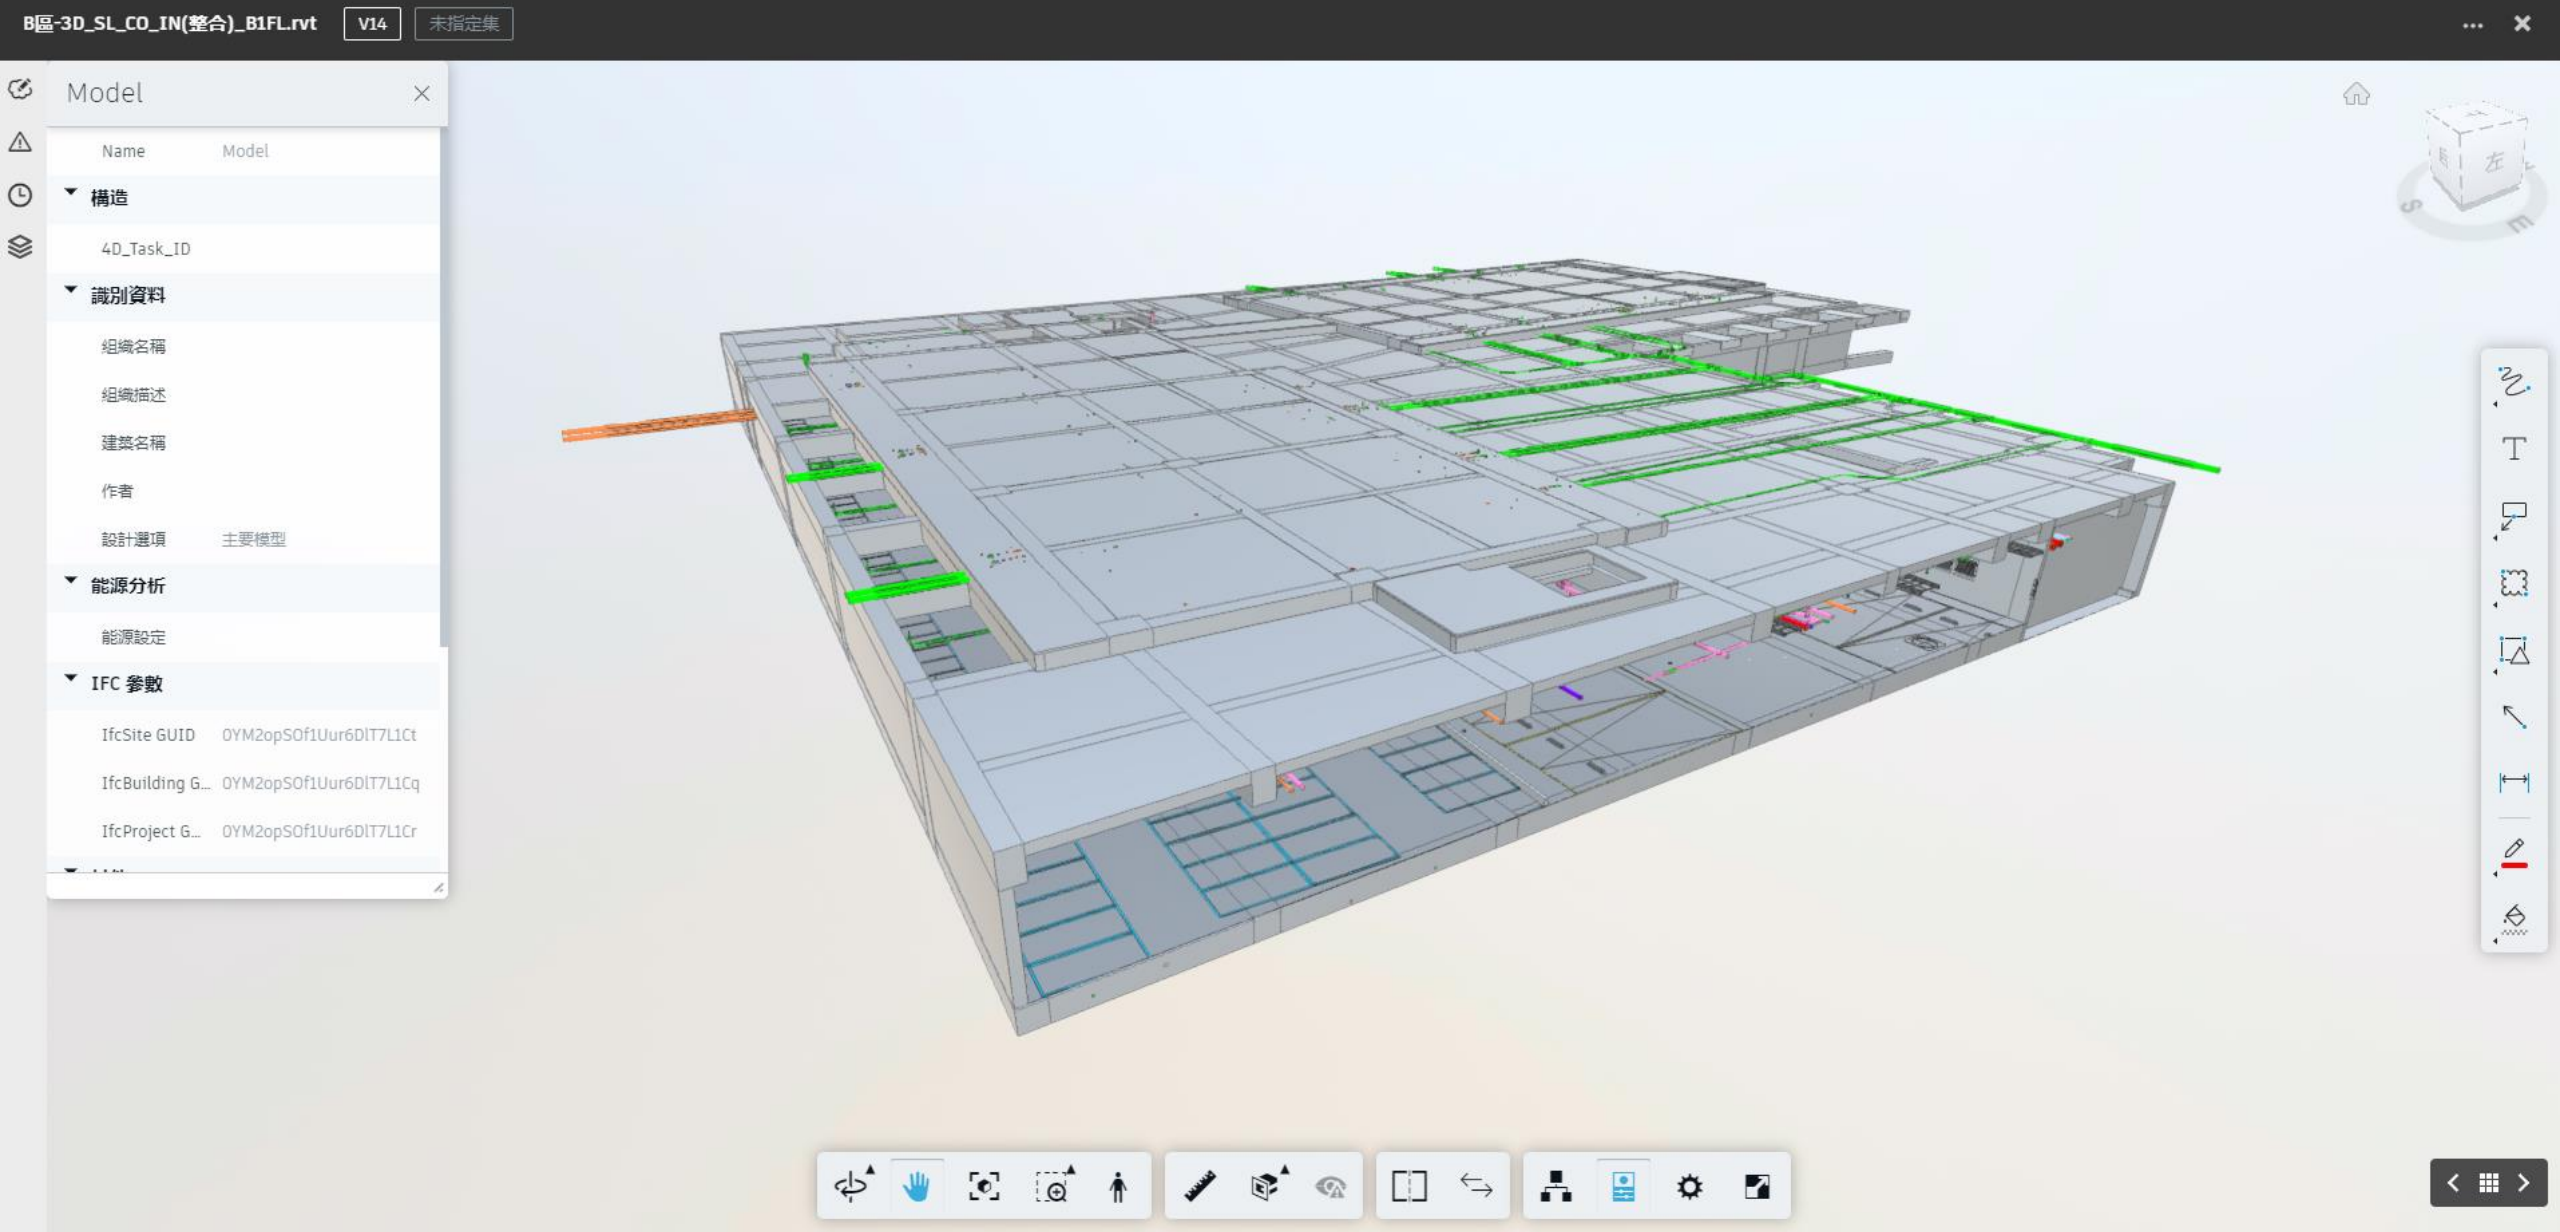 B區-3D_SL_CO_IN(整合)_B1FL.rvt V14 未指定集
Model
Name Model
構造
4D_Task_ID
識別資料
組織名稱
組織描述
建築名稱
作者
設計選項 主要模型
能源分析
能源設定
IFC 參數
IfcSite GUID 0YM2opSOf1Uur6DlT7L1Ct
IfcBuilding G... 0YM2opSOf1Uur6DlT7L1Cq
IfcProject G... 0YM2opSOf1Uur6DlT7L1Cr
左
S
E
T